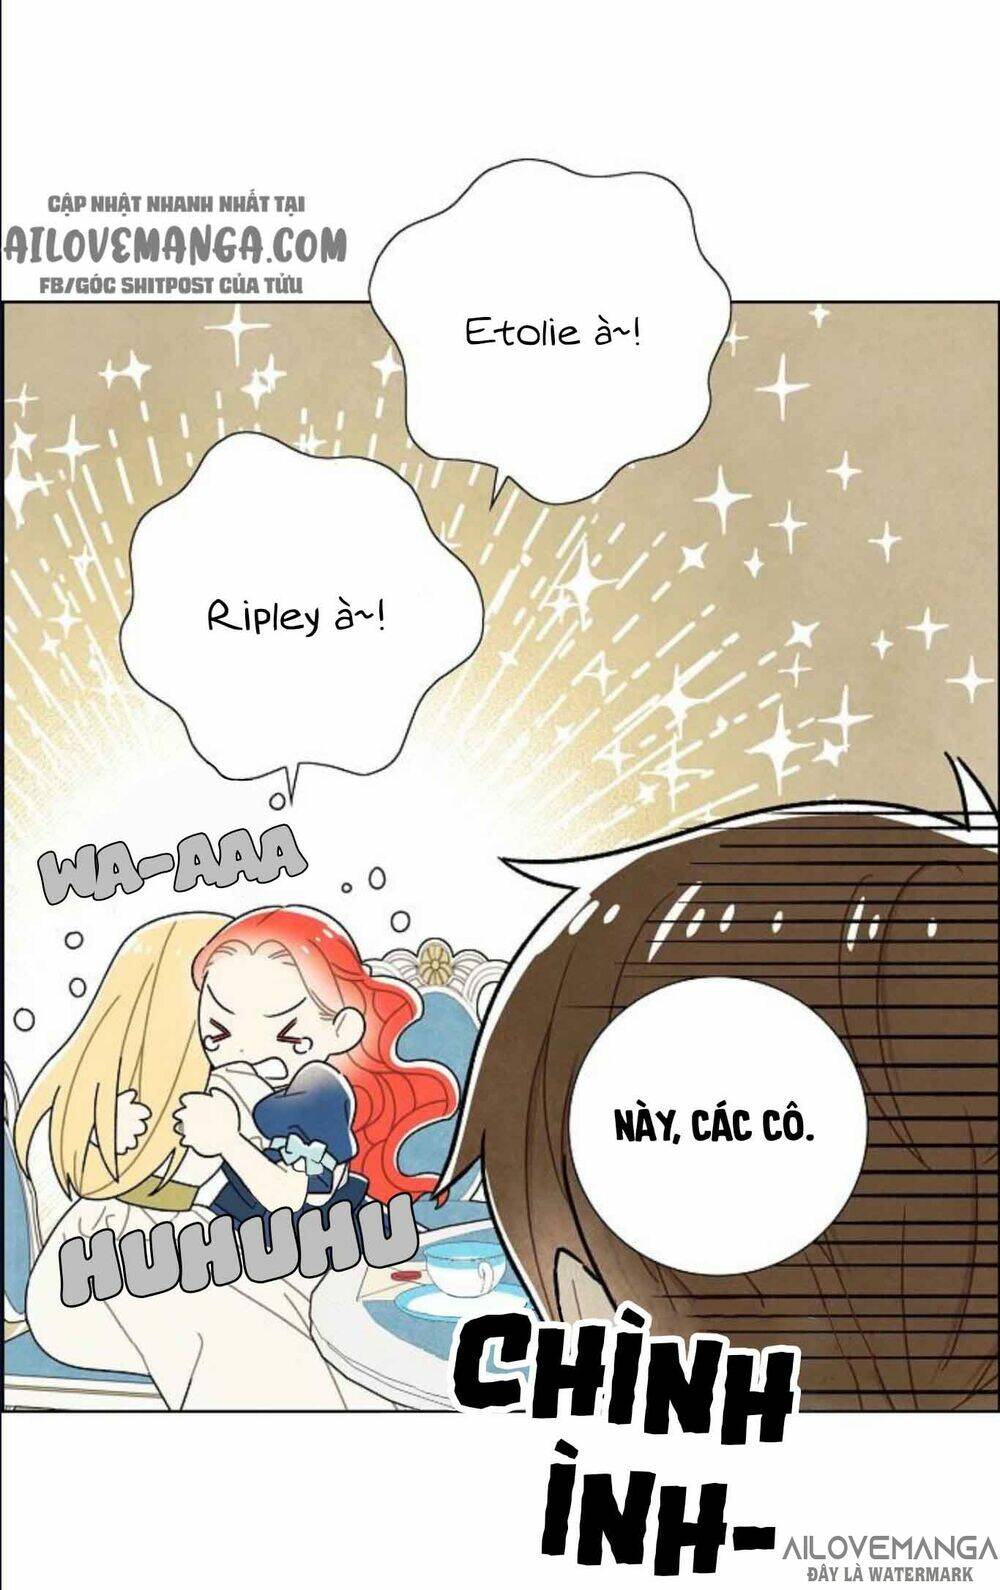 CẬP NHẬT NHANH NHẤT TẠI
AILOVEMANGA.COM
FB/GÓC SHITPOST CỦA TỬU
Etolie à~!
Ripley à~!
WA-AAA
NÀY, CÁC CÔ.
HUHUHU
CHÌNH
ÌNH-
AILOVEMANGA
ĐÂY LÀ WATERMARK